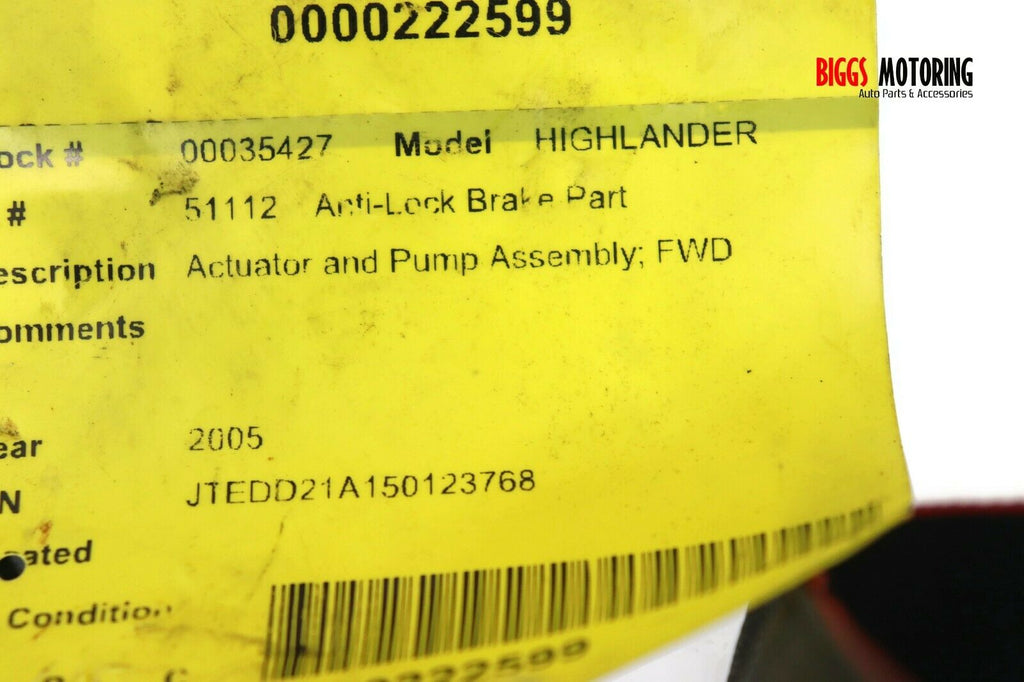 0000222599
BIGGS MOTORING
Auto Parts & Accessories
ock # 00035427 Model HIGHLANDER
# 51112 Anti-Lock Brake Part
escription Actuator and Pump Assembly; FWD
omments
ear 2005
N JTEDD21A150123768
ated
Condition
0000222599